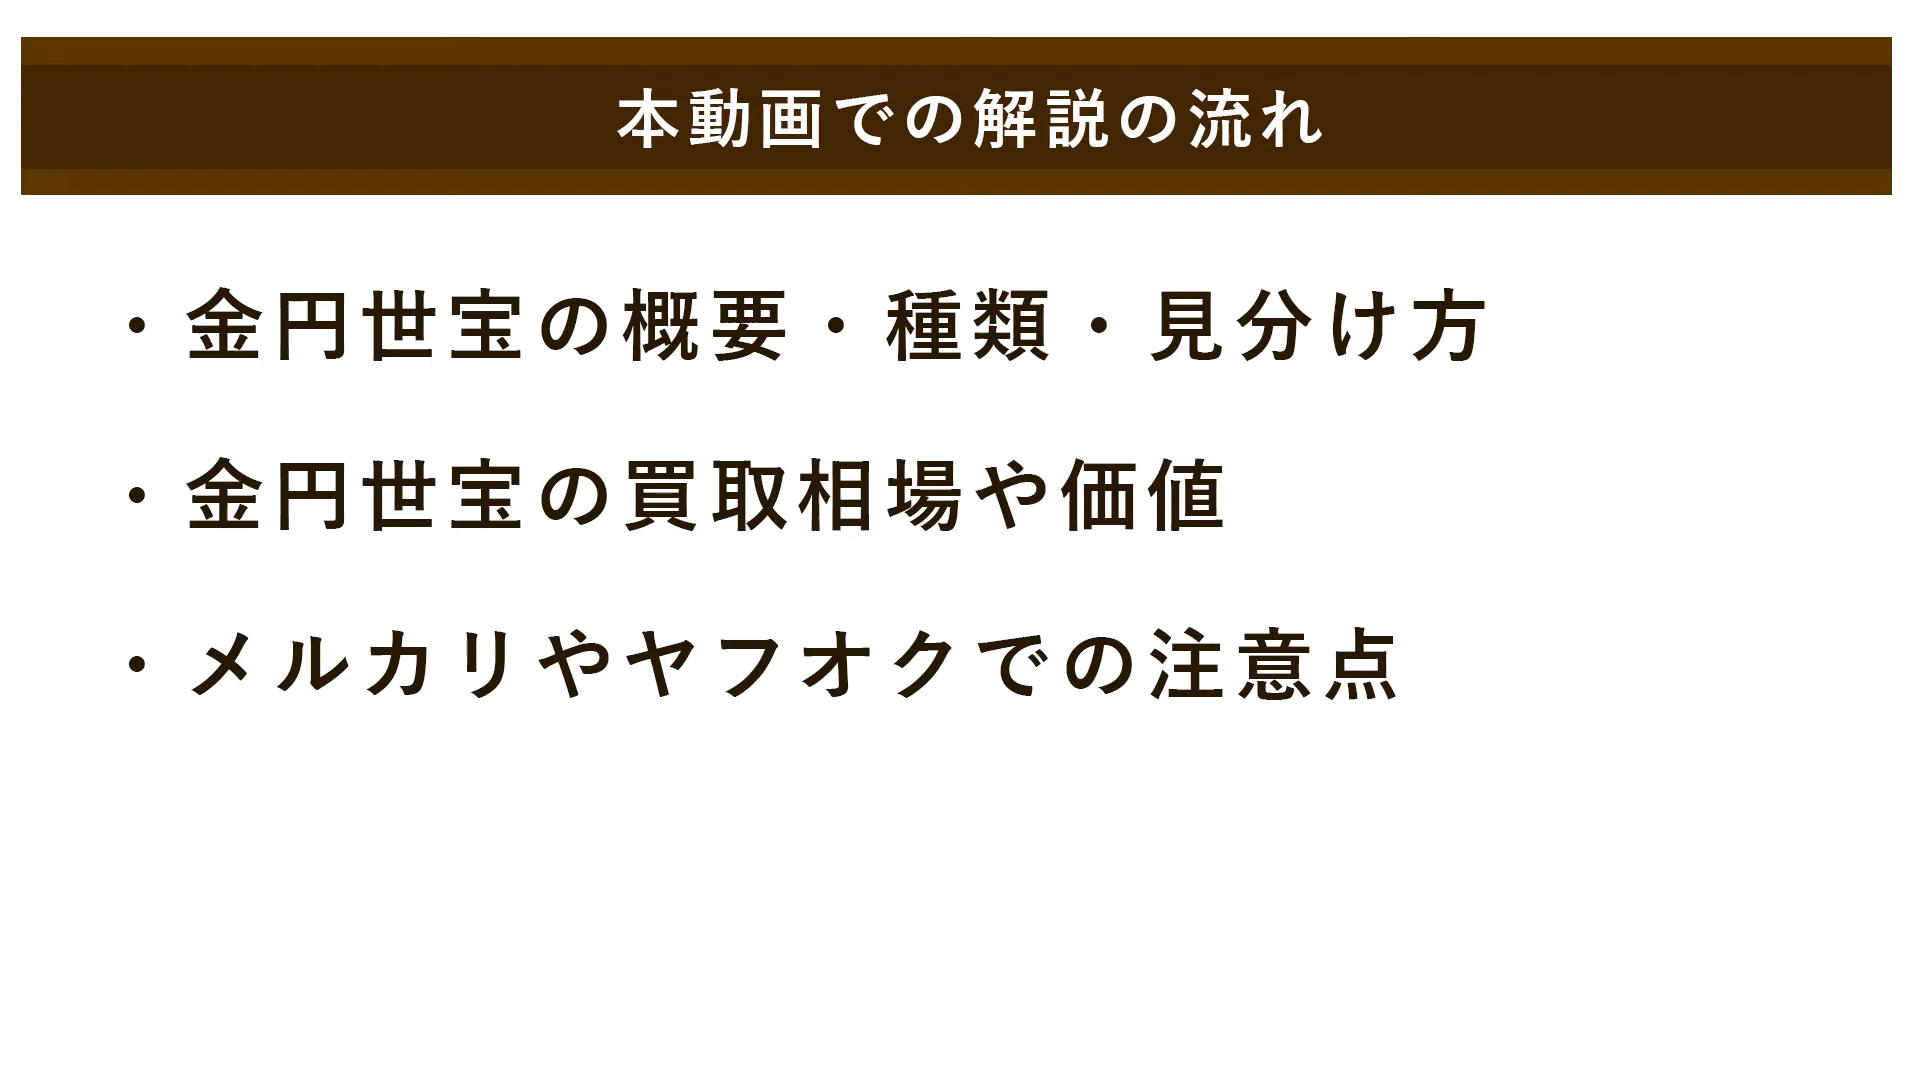 本動画での解説の流れ
・金円世宝の概要・種類・見分け方
・金円世宝の買取相場や価値
・メルカリやヤフオクでの注意点